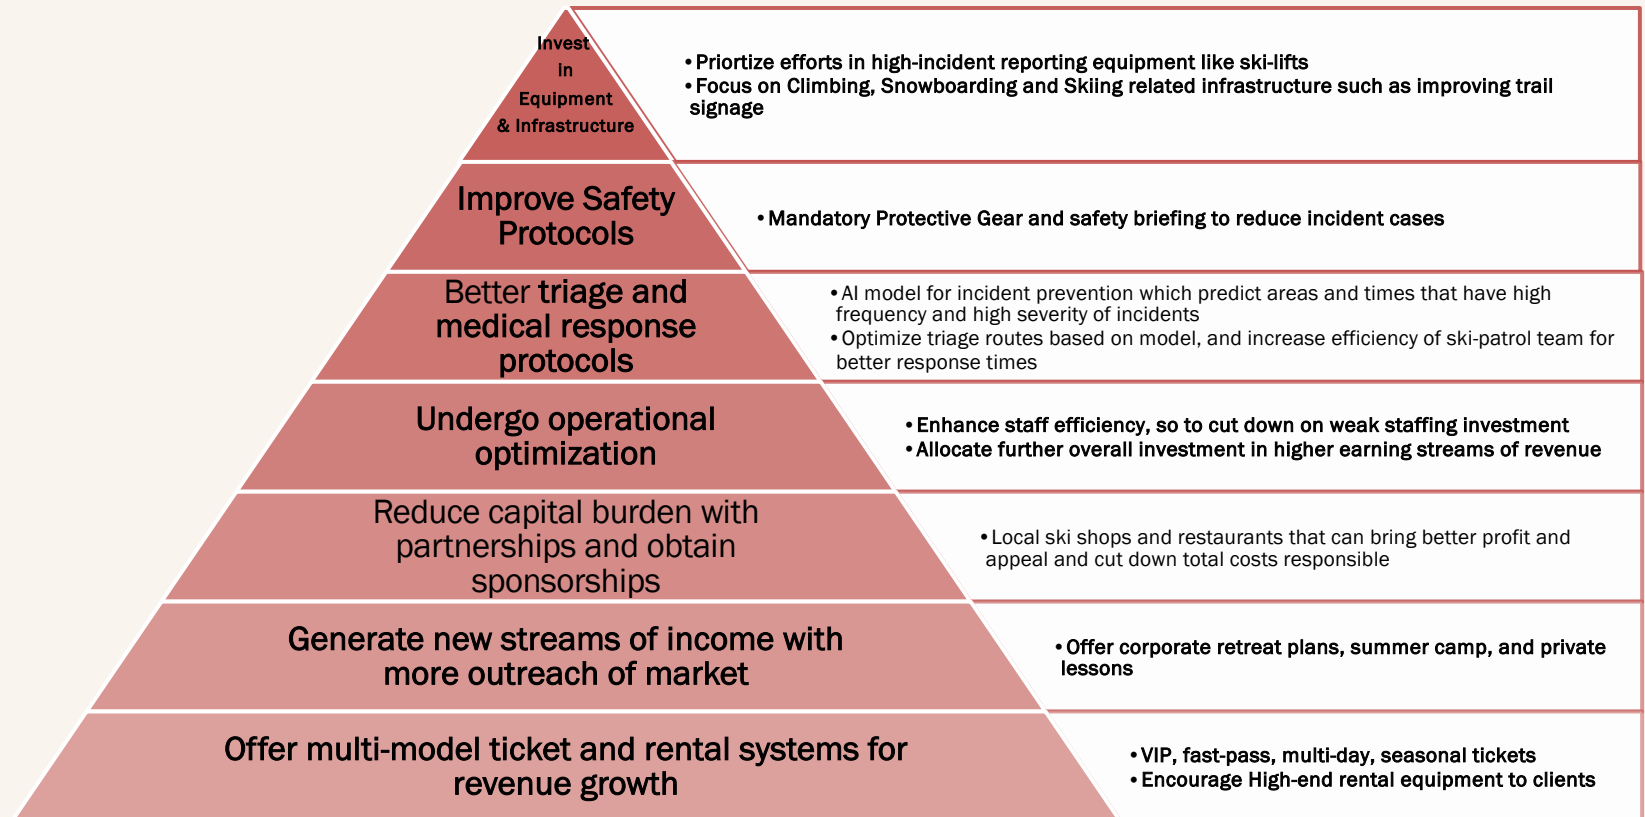 Invest
in
Equipment
& Infrastructure
•Priortize efforts in high-incident reporting equipment like ski-lifts
•Focus on Climbing, Snowboarding and Skiing related infrastructure such as improving trail
signage
Improve Safety
Protocols
•Mandatory Protective Gear and safety briefing to reduce incident cases
Better triage and
medical response
protocols
•AI model for incident prevention which predict areas and times that have high
frequency and high severity of incidents
•Optimize triage routes based on model, and increase efficiency of ski-patrol team for
better response times
Undergo operational
optimization
•Enhance staff efficiency, so to cut down on weak staffing investment
•Allocate further overall investment in higher earning streams of revenue
Reduce capital burden with
partnerships and obtain
sponsorships
•Local ski shops and restaurants that can bring better profit and
appeal and cut down total costs responsible
Generate new streams of income with
more outreach of market
•Offer corporate retreat plans, summer camp, and private
lessons
Offer multi-model ticket and rental systems for
revenue growth
•VIP, fast-pass, multi-day, seasonal tickets
•Encourage High-end rental equipment to clients